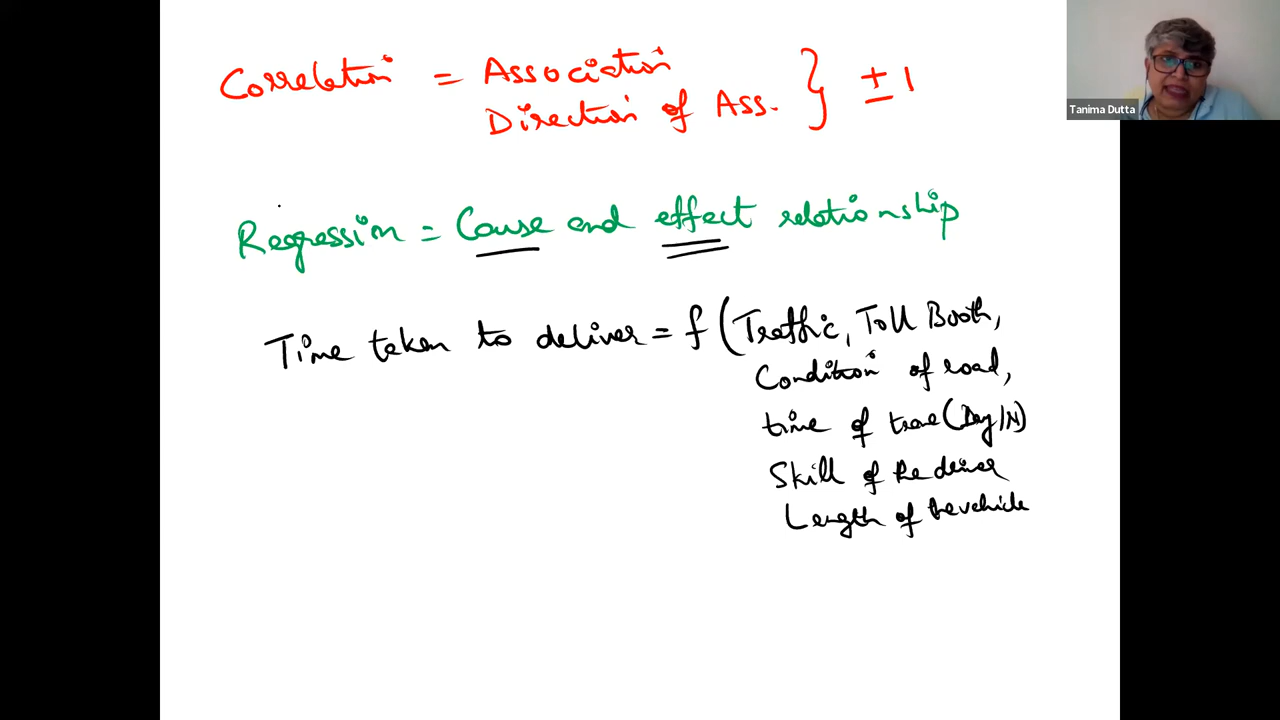 Correlation = Association
Direction of Ass. } ± 1
Tanima Dutta
Regression = Cause and effect relationship
Time taken to deliver = f (Traffic, Toll Booth,
Condition of road,
time of travel (Day/N)
Skill of the driver
Length of the vehicle